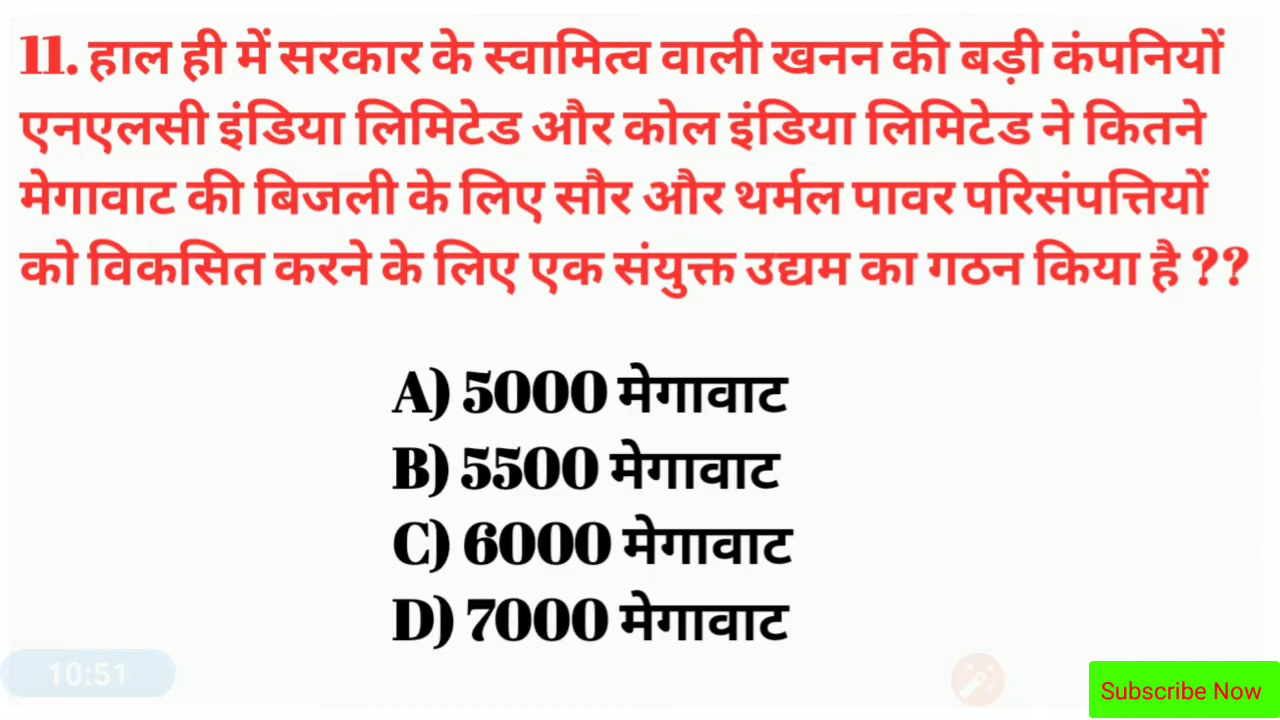 11. हाल ही में सरकार के स्वामित्व वाली खनन की बड़ी कंपनियों
एनएलसी इंडिया लिमिटेड और कोल इंडिया लिमिटेड ने कितने
मेगावाट की बिजली के लिए सौर और थर्मल पावर परिसंपत्तियों
को विकसित करने के लिए एक संयुक्त उद्यम का गठन किया है ??
A) 5000 मेगावाट
B) 5500 मेगावाट
C) 6000 मेगावाट
D) 7000 मेगावाट
10:51
Subscribe Now